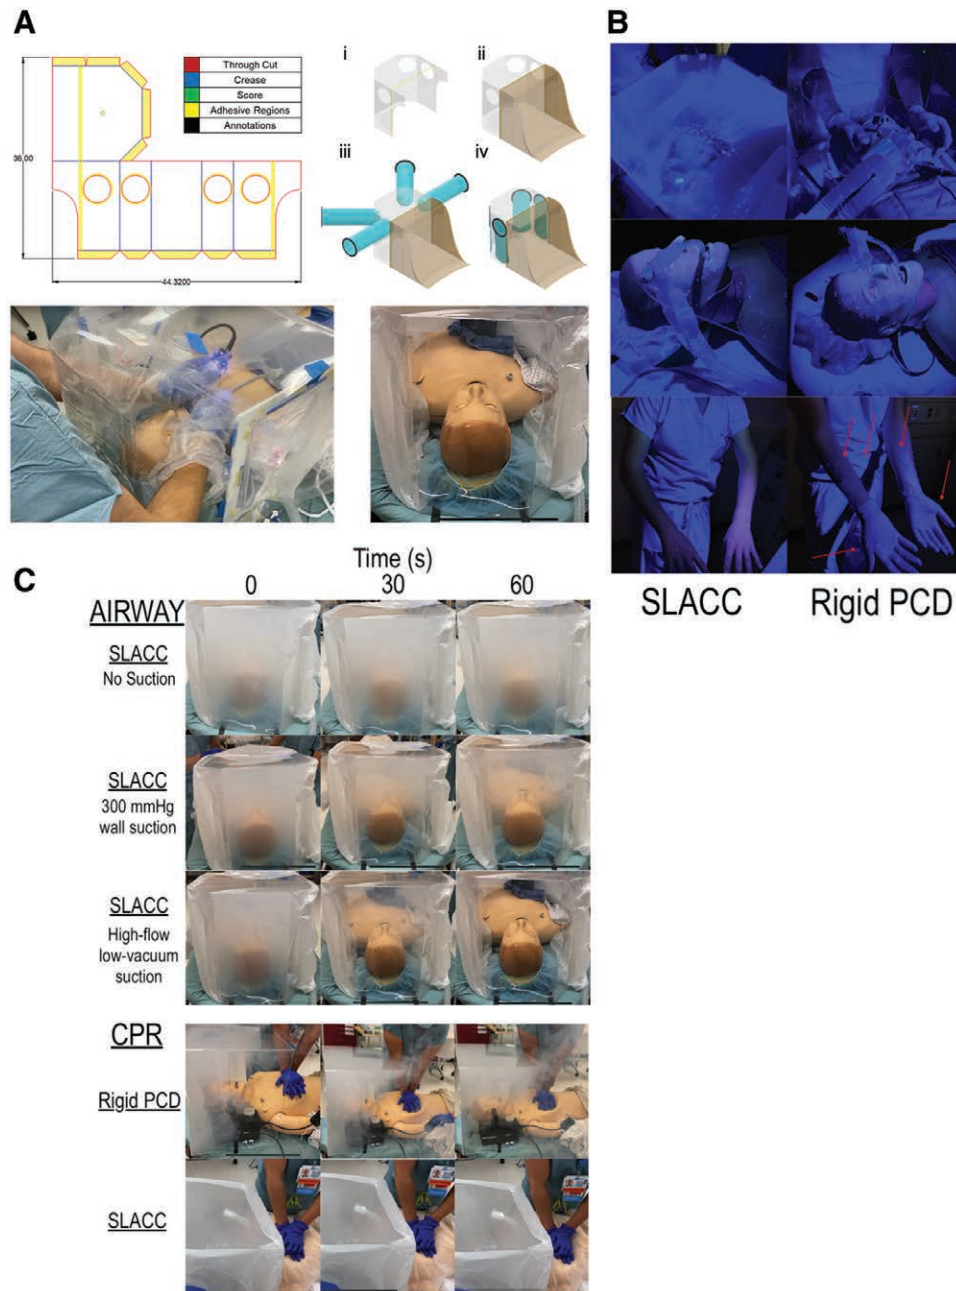 A
Through Cut
Crease
Score
Adhesive Regions
Annotations
36.00
44.3200
i
ii
iii
iv
B
SLACC
Rigid PCD
C
Time (s)
0
30
60
AIRWAY
SLACC
No Suction
SLACC
300 mmHg
wall suction
SLACC
High-flow
low-vacuum
suction
CPR
Rigid PCD
SLACC